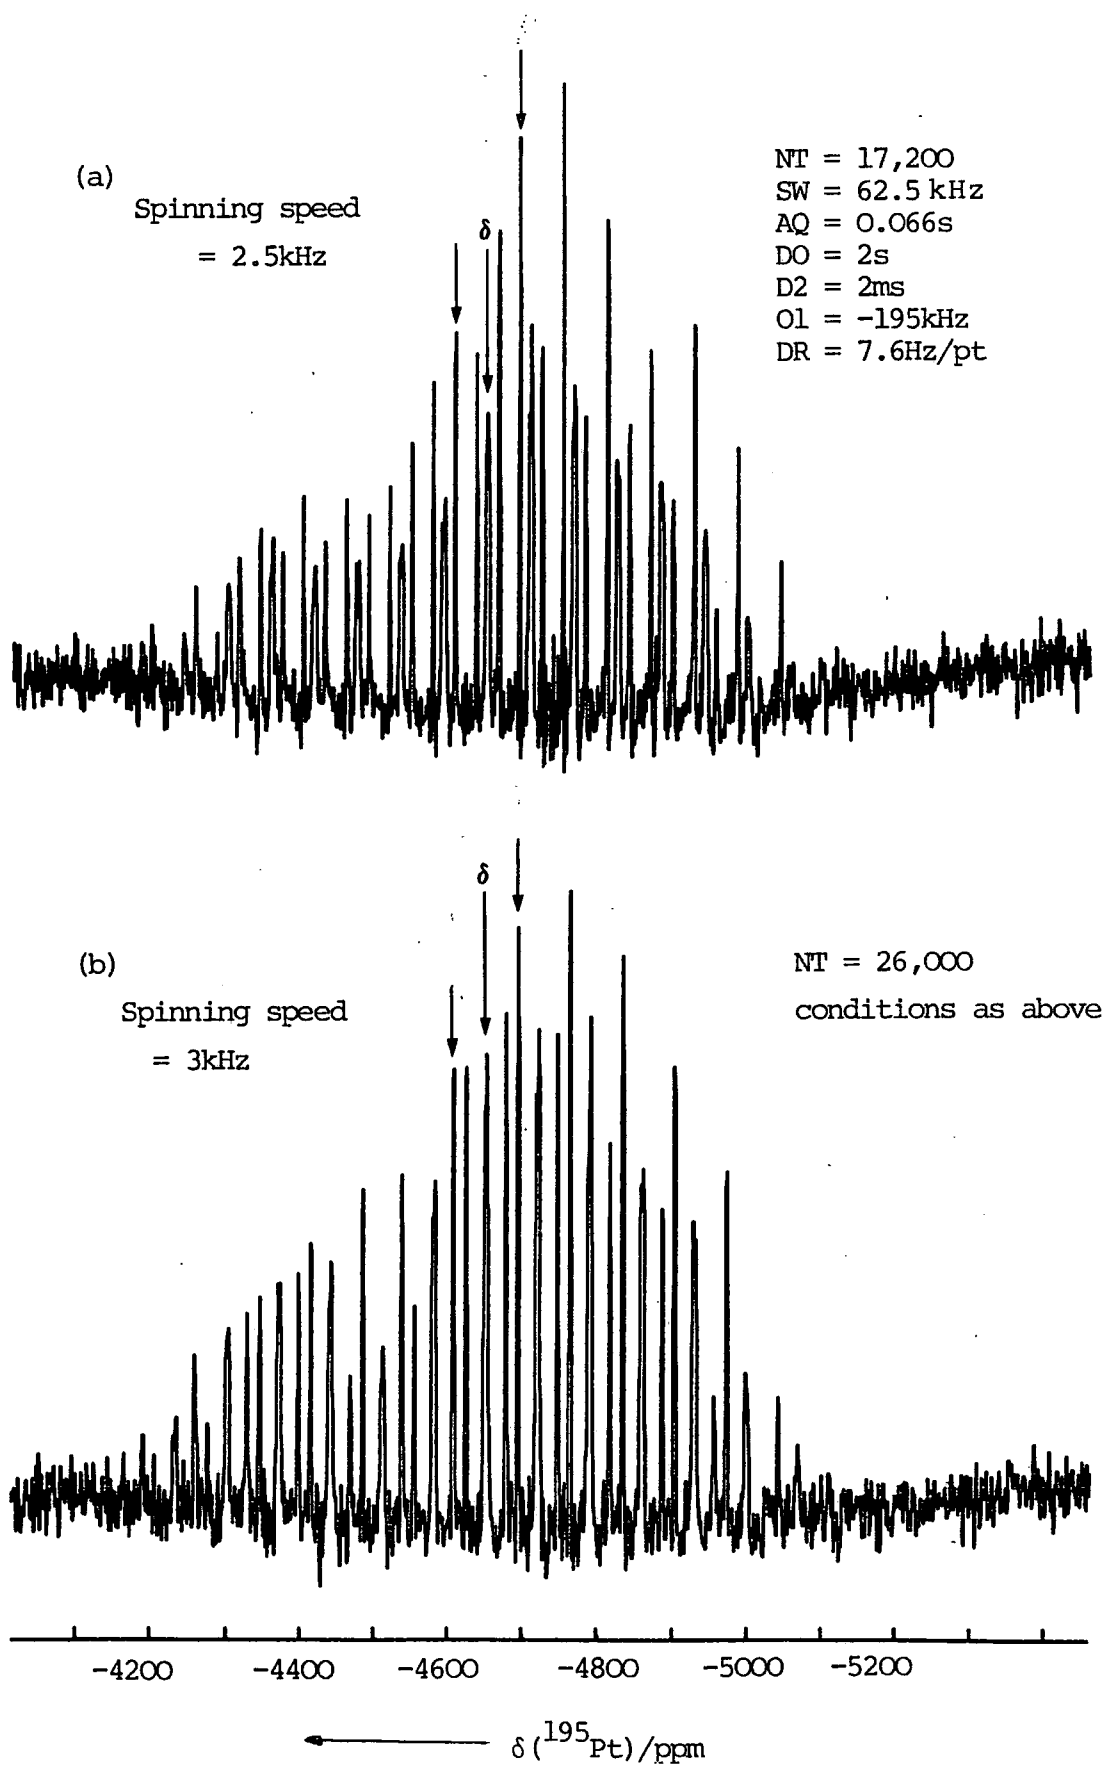 (a)
Spinning speed
= 2.5kHz
δ
NT = 17,200
SW = 62.5 kHz
AQ = 0.066s
DO = 2s
D2 = 2ms
O1 = -195kHz
DR = 7.6Hz/pt
(b)
Spinning speed
= 3kHz
δ
NT = 26,000
conditions as above
-4200 -4400 -4600 -4800 -5000 -5200
δ(195Pt)/ppm